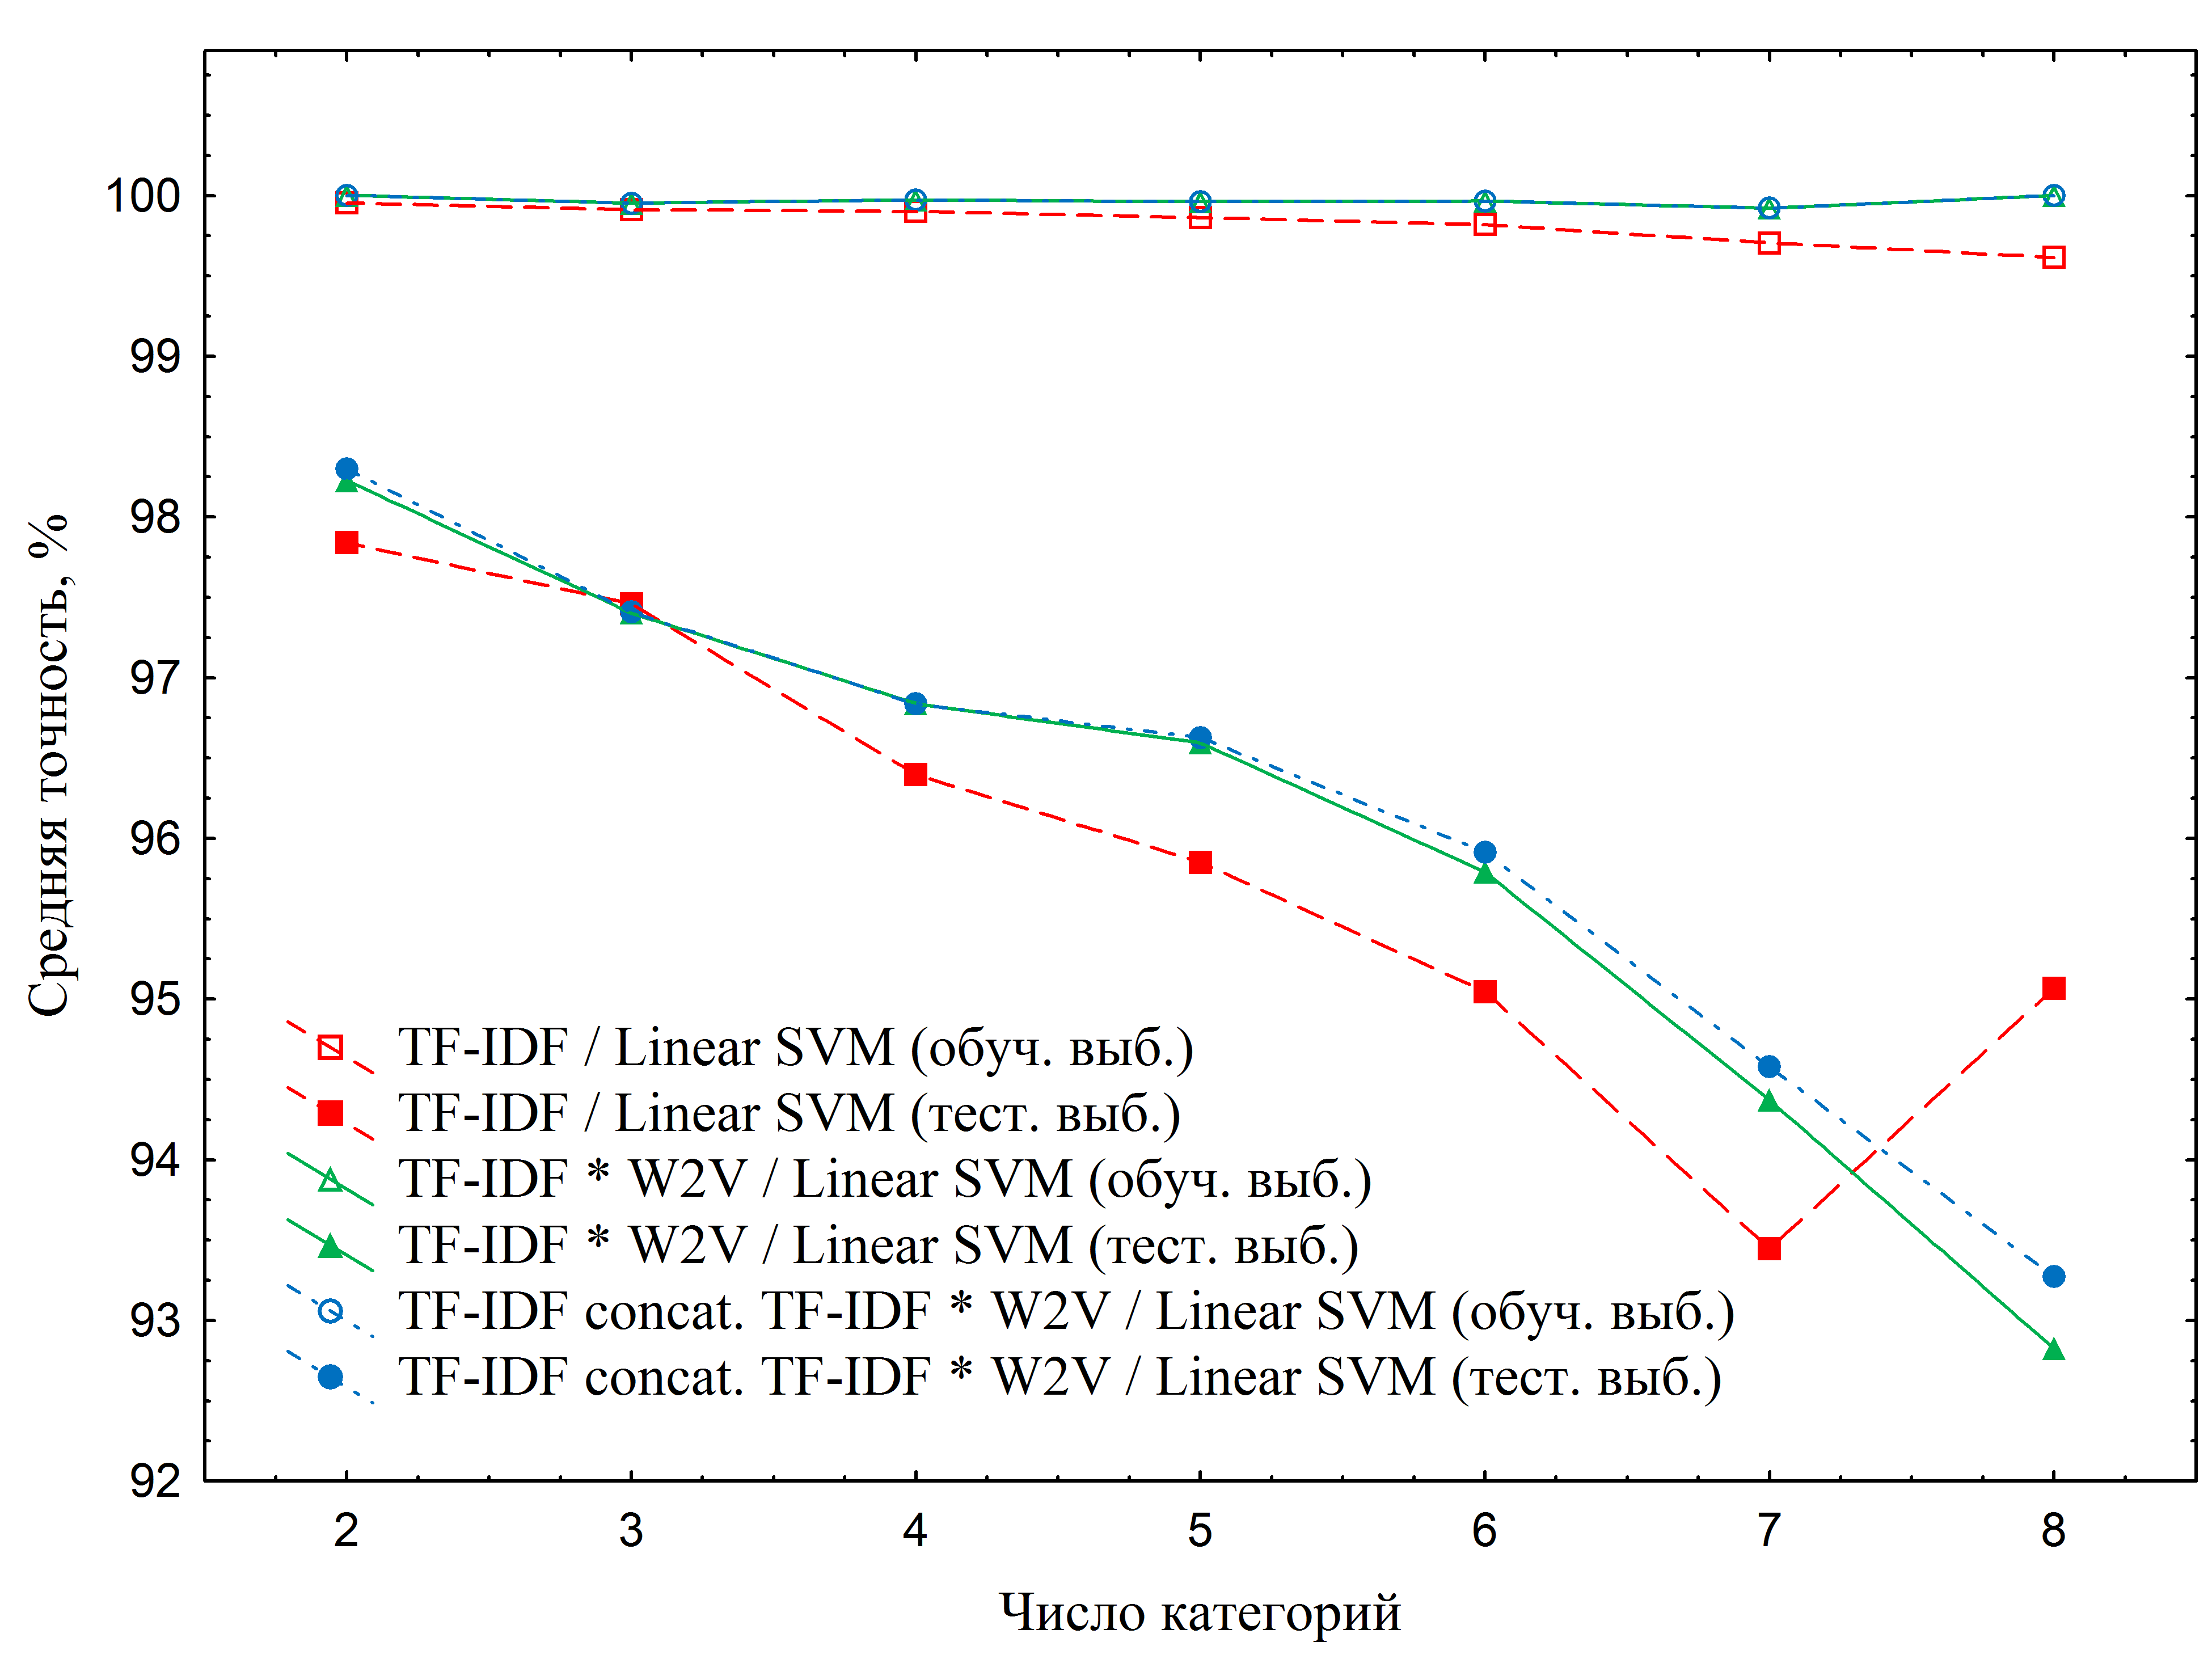 100
99
98
97
96
95
94
93
92
Средняя точность, %
TF-IDF / Linear SVM (обуч. выб.)
TF-IDF / Linear SVM (тест. выб.)
TF-IDF * W2V / Linear SVM (обуч. выб.)
TF-IDF * W2V / Linear SVM (тест. выб.)
TF-IDF concat. TF-IDF * W2V / Linear SVM (обуч. выб.)
TF-IDF concat. TF-IDF * W2V / Linear SVM (тест. выб.)
2 3 4 5 6 7 8
Число категорий